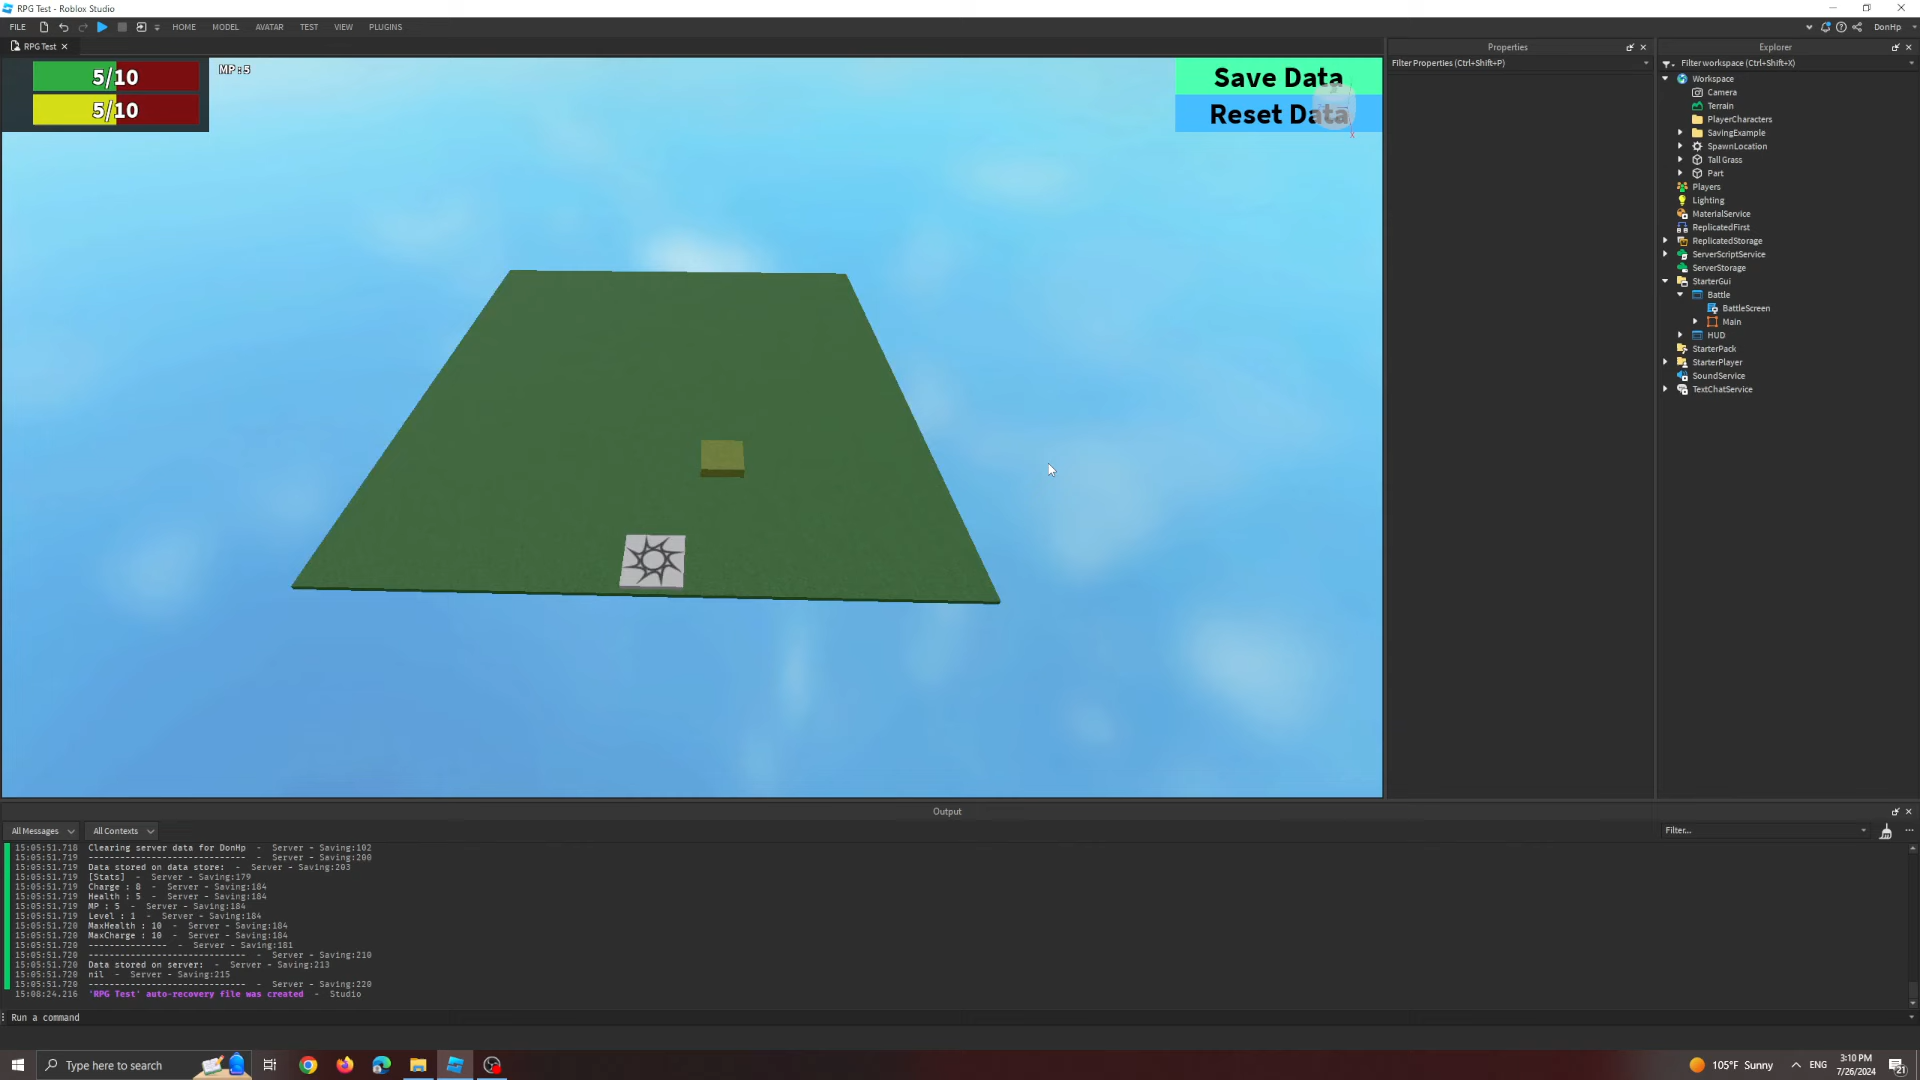 RPG Test - Roblox Studio
FILE HOME MODEL AVATAR TEST VIEW PLUGINS DonHp
RPG Test
5/10
5/10
MP : 5
Save Data
Reset Data
X
Properties
Filter Properties (Ctrl+Shift+P)
Explorer
Filter workspace (Ctrl+Shift+X)
Workspace
Camera
Terrain
PlayerCharacters
SavingExample
SpawnLocation
Tall Grass
Part
Players
Lighting
MaterialService
ReplicatedFirst
ReplicatedStorage
ServerScriptService
ServerStorage
StarterGui
Battle
BattleScreen
Main
HUD
StarterPack
StarterPlayer
SoundService
TextChatService
Output
All Messages All Contexts Filter...
15:05:51.718 Clearing server data for DonHp - Server - Saving:102
15:05:51.719 ------------------------------ - Server - Saving:200
15:05:51.719 Data stored on data store: - Server - Saving:203
15:05:51.719 [Stats] - Server - Saving:179
15:05:51.719 Charge : 8 - Server - Saving:184
15:05:51.719 Health : 5 - Server - Saving:184
15:05:51.719 MP : 5 - Server - Saving:184
15:05:51.719 Level : 1 - Server - Saving:184
15:05:51.720 MaxHealth : 10 - Server - Saving:184
15:05:51.720 MaxCharge : 10 - Server - Saving:184
15:05:51.720 --------------- - Server - Saving:181
15:05:51.720 ------------------------------ - Server - Saving:210
15:05:51.720 Data stored on server: - Server - Saving:213
15:05:51.720 nil - Server - Saving:215
15:05:51.720 ------------------------------ - Server - Saving:220
15:08:24.216 'RPG Test' auto-recovery file was created - Studio
Run a command
Type here to search
105°F Sunny
ENG
3:10 PM
7/26/2024
21